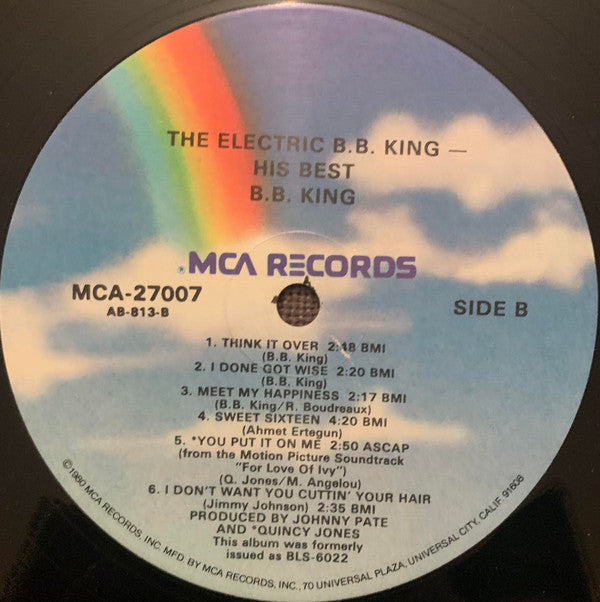 THE ELECTRIC B.B. KING —
HIS BEST
B.B. KING
®MCA RECORDS
MCA-27007
AB-813-B
SIDE B
1. THINK IT OVER 2:48 BMI
(B.B. King)
2. I DONE GOT WISE 2:20 BMI
(B.B. King)
3. MEET MY HAPPINESS 2:17 BMI
(B.B. King/R. Boudreaux)
4. SWEET SIXTEEN 4:20 BMI
(Ahmet Ertegun)
5. *YOU PUT IT ON ME 2:50 ASCAP
(from the Motion Picture Soundtrack
"For Love Of Ivy")
(Q. Jones/M. Angelou)
6. I DON'T WANT YOU CUTTIN' YOUR HAIR
(Jimmy Johnson) 2:35 BMI
PRODUCED BY JOHNNY PATE
AND *QUINCY JONES
This album was formerly
issued as BLS-6022
©1980 MCA RECORDS, INC. MFD. BY MCA RECORDS, INC., 70 UNIVERSAL PLAZA, UNIVERSAL CITY, CALIF. 91608